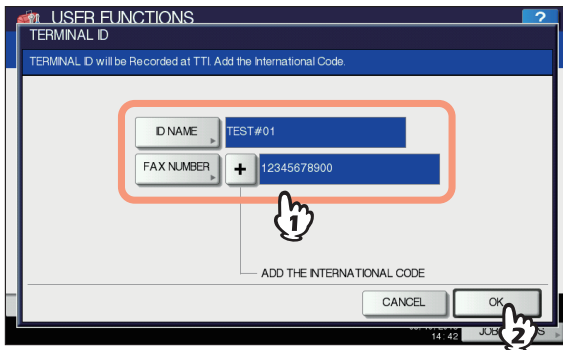 USER FUNCTIONS ?
TERMINAL ID
TERMINAL ID will be Recorded at TTI. Add the International Code.
ID NAME TEST#01
FAX NUMBER + 12345678900
1
ADD THE INTERNATIONAL CODE
CANCEL OK
2
14:42